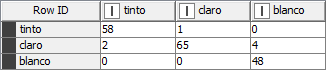 Row ID tinto claro blanco
tinto 58 1 0
claro 2 65 4
blanco 0 0 48